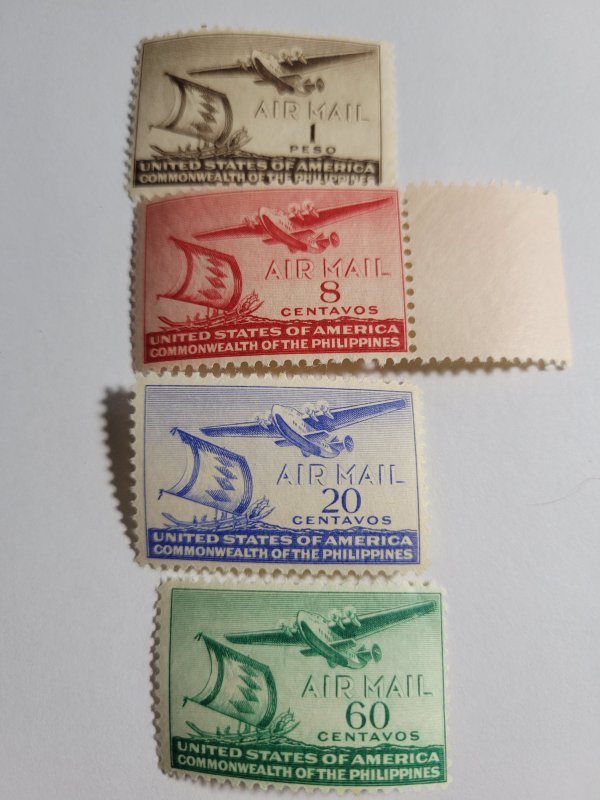 AIR MAIL
1
PESO
UNITED STATES OF AMERICA
COMMONWEALTH OF THE PHILIPPINES
AIR MAIL
8
CENTAVOS
UNITED STATES OF AMERICA
COMMONWEALTH OF THE PHILIPPINES
AIR MAIL
20
CENTAVOS
UNITED STATES OF AMERICA
COMMONWEALTH OF THE PHILIPPINES
AIR MAIL
60
CENTAVOS
UNITED STATES OF AMERICA
COMMONWEALTH OF THE PHILIPPINES